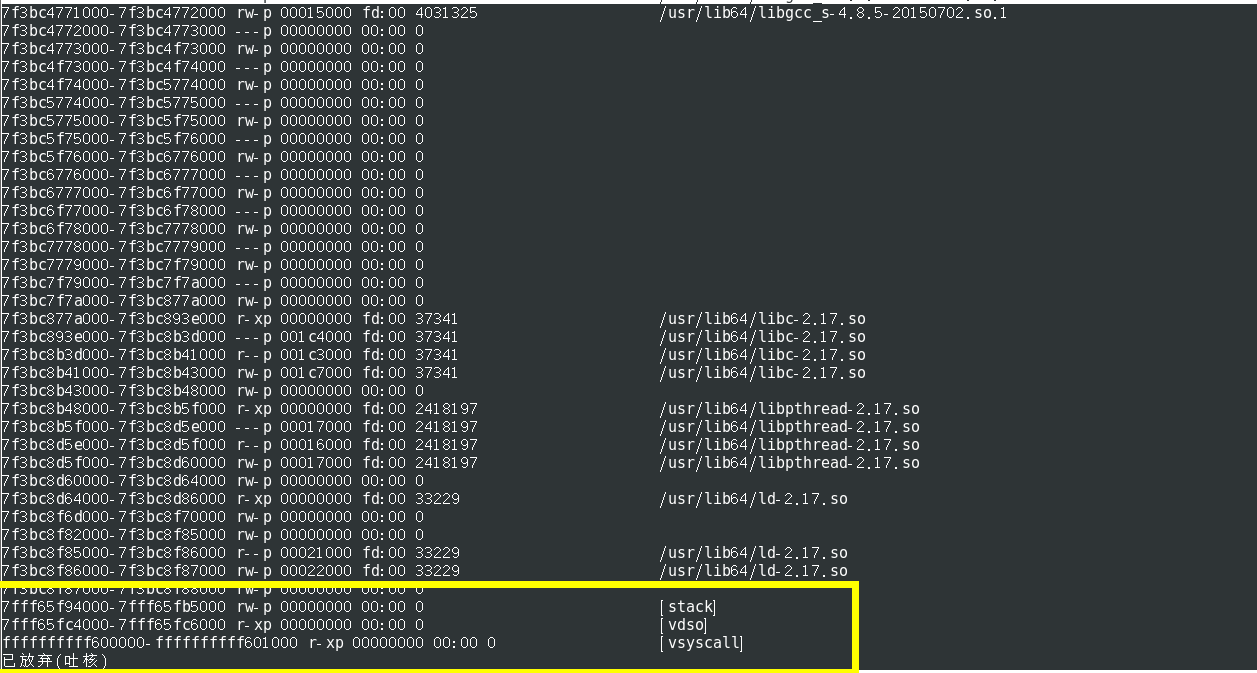 7f3bc4771000-7f3bc4772000 rw-p 00015000 fd:00 4031325 /usr/lib64/libgcc_s-4.8.5-20150702.so.1
7f3bc4772000-7f3bc4773000 ---p 00000000 00:00 0
7f3bc4773000-7f3bc4f73000 rw-p 00000000 00:00 0
7f3bc4f73000-7f3bc4f74000 ---p 00000000 00:00 0
7f3bc4f74000-7f3bc5774000 rw-p 00000000 00:00 0
7f3bc5774000-7f3bc5775000 ---p 00000000 00:00 0
7f3bc5775000-7f3bc5f75000 rw-p 00000000 00:00 0
7f3bc5f75000-7f3bc5f76000 ---p 00000000 00:00 0
7f3bc5f76000-7f3bc6776000 rw-p 00000000 00:00 0
7f3bc6776000-7f3bc6777000 ---p 00000000 00:00 0
7f3bc6777000-7f3bc6f77000 rw-p 00000000 00:00 0
7f3bc6f77000-7f3bc6f78000 ---p 00000000 00:00 0
7f3bc6f78000-7f3bc7778000 rw-p 00000000 00:00 0
7f3bc7778000-7f3bc7779000 ---p 00000000 00:00 0
7f3bc7779000-7f3bc7f79000 rw-p 00000000 00:00 0
7f3bc7f79000-7f3bc7f7a000 ---p 00000000 00:00 0
7f3bc7f7a000-7f3bc877a000 rw-p 00000000 00:00 0
7f3bc877a000-7f3bc893e000 r-xp 00000000 fd:00 37341 /usr/lib64/libc-2.17.so
7f3bc893e000-7f3bc8b3d000 ---p 001c4000 fd:00 37341 /usr/lib64/libc-2.17.so
7f3bc8b3d000-7f3bc8b41000 r--p 001c3000 fd:00 37341 /usr/lib64/libc-2.17.so
7f3bc8b41000-7f3bc8b43000 rw-p 001c7000 fd:00 37341 /usr/lib64/libc-2.17.so
7f3bc8b43000-7f3bc8b48000 rw-p 00000000 00:00 0
7f3bc8b48000-7f3bc8b5f000 r-xp 00000000 fd:00 2418197 /usr/lib64/libpthread-2.17.so
7f3bc8b5f000-7f3bc8d5e000 ---p 00017000 fd:00 2418197 /usr/lib64/libpthread-2.17.so
7f3bc8d5e000-7f3bc8d5f000 r--p 00016000 fd:00 2418197 /usr/lib64/libpthread-2.17.so
7f3bc8d5f000-7f3bc8d60000 rw-p 00017000 fd:00 2418197 /usr/lib64/libpthread-2.17.so
7f3bc8d60000-7f3bc8d64000 rw-p 00000000 00:00 0
7f3bc8d64000-7f3bc8d86000 r-xp 00000000 fd:00 33229 /usr/lib64/ld-2.17.so
7f3bc8f6d000-7f3bc8f70000 rw-p 00000000 00:00 0
7f3bc8f82000-7f3bc8f85000 rw-p 00000000 00:00 0
7f3bc8f85000-7f3bc8f86000 r--p 00021000 fd:00 33229 /usr/lib64/ld-2.17.so
7f3bc8f86000-7f3bc8f87000 rw-p 00022000 fd:00 33229 /usr/lib64/ld-2.17.so
7f3bc8f87000-7f3bc8f88000 rw-p 00000000 00:00 0
7fff65f94000-7fff65fb5000 rw-p 00000000 00:00 0 [stack]
7fff65fc4000-7fff65fc6000 r-xp 00000000 00:00 0 [vdso]
ffffffffff600000-ffffffffff601000 r-xp 00000000 00:00 0 [vsyscall]
已放弃(吐核)